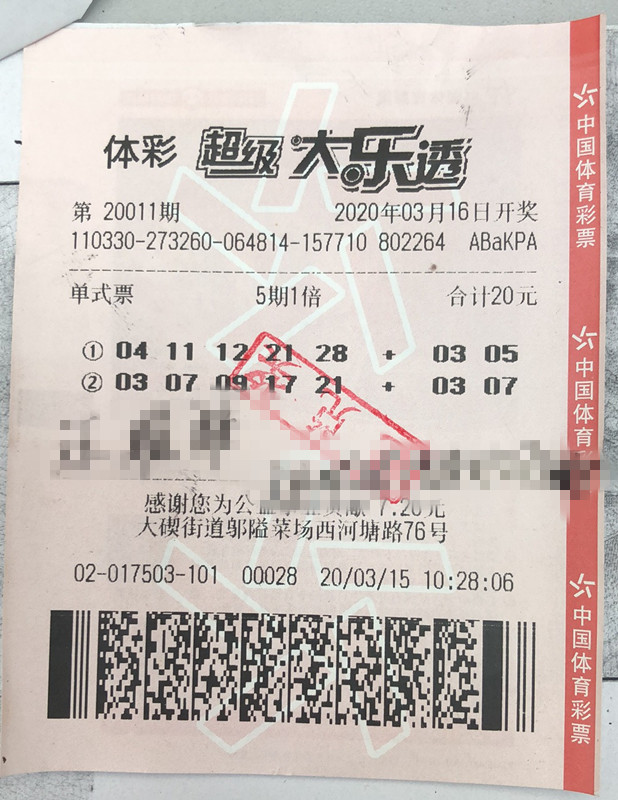 体彩 超级大乐透
第 20011期 2020年03月16日开奖
110330-273260-064814-157710 802264 ABaKPA
单式票 5期1倍 合计20元
① 04 11 12 21 28 + 03 05
② 03 07 09 17 21 + 03 07
感谢您为公益事业贡献 7.20元
大碶街道邬隘菜场西河塘路76号
02-017503-101 00028 20/03/15 10:28:06
中国体育彩票
中国体育彩
中国体育彩票